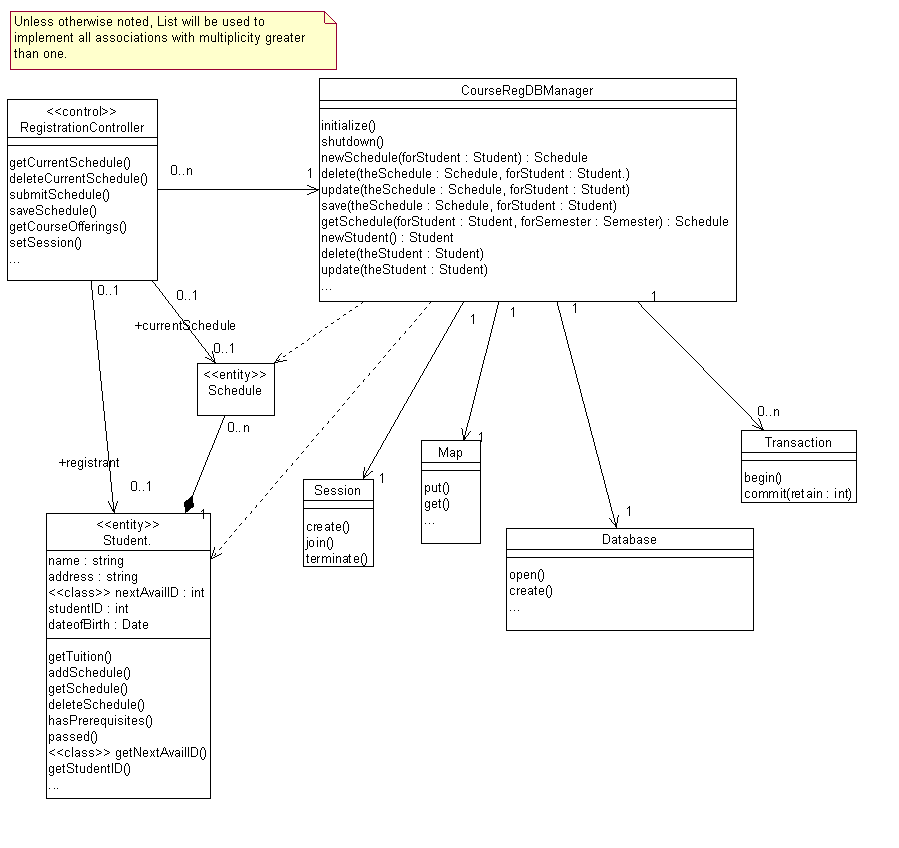 Unless otherwise noted, List will be used to
implement all associations with multiplicity greater
than one.
<<control>>
RegistrationController
getCurrentSchedule()
deleteCurrentSchedule()
submitSchedule()
saveSchedule()
getCourseOfferings()
setSession()
...
CourseRegDBManager
initialize()
shutdown()
newSchedule(forStudent : Student) : Schedule
delete(theSchedule : Schedule, forStudent : Student.)
update(theSchedule : Schedule, forStudent : Student)
save(theSchedule : Schedule, forStudent : Student)
getSchedule(forStudent : Student, forSemester : Semester) : Schedule
newStudent() : Student
delete(theStudent : Student)
update(theStudent : Student)
...
0..n
1
0..1
0..1
+currentSchedule
0..1
1
1
1
1
<<entity>>
Schedule
0..n
+registrant
0..1
1
<<entity>>
Student.
name : string
address : string
<<class>> nextAvailID : int
studentID : int
dateofBirth : Date
getTuition()
addSchedule()
getSchedule()
deleteSchedule()
hasPrerequisites()
passed()
<<class>> getNextAvailID()
getStudentID()
...
1
Session
create()
join()
terminate()
1
Map
put()
get()
...
1
Database
open()
create()
...
0..n
Transaction
begin()
commit(retain : int)